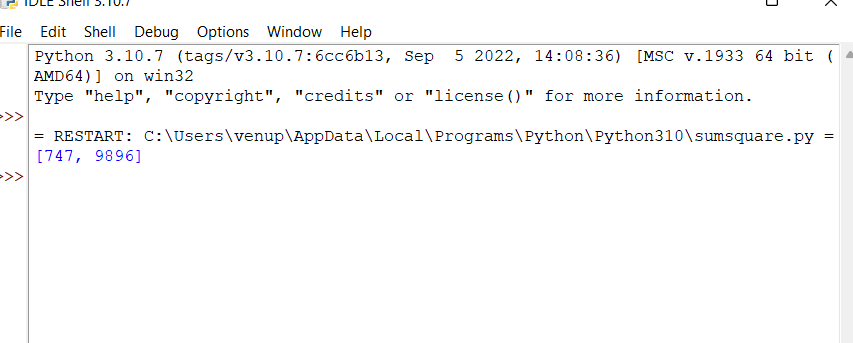 IDLE Shell 3.10.7
File Edit Shell Debug Options Window Help
Python 3.10.7 (tags/v3.10.7:6cc6b13, Sep  5 2022, 14:08:36) [MSC v.1933 64 bit (
AMD64)] on win32
Type "help", "copyright", "credits" or "license()" for more information.
>>>
= RESTART: C:\Users\venup\AppData\Local\Programs\Python\Python310\sumsquare.py =
[747, 9896]
>>>